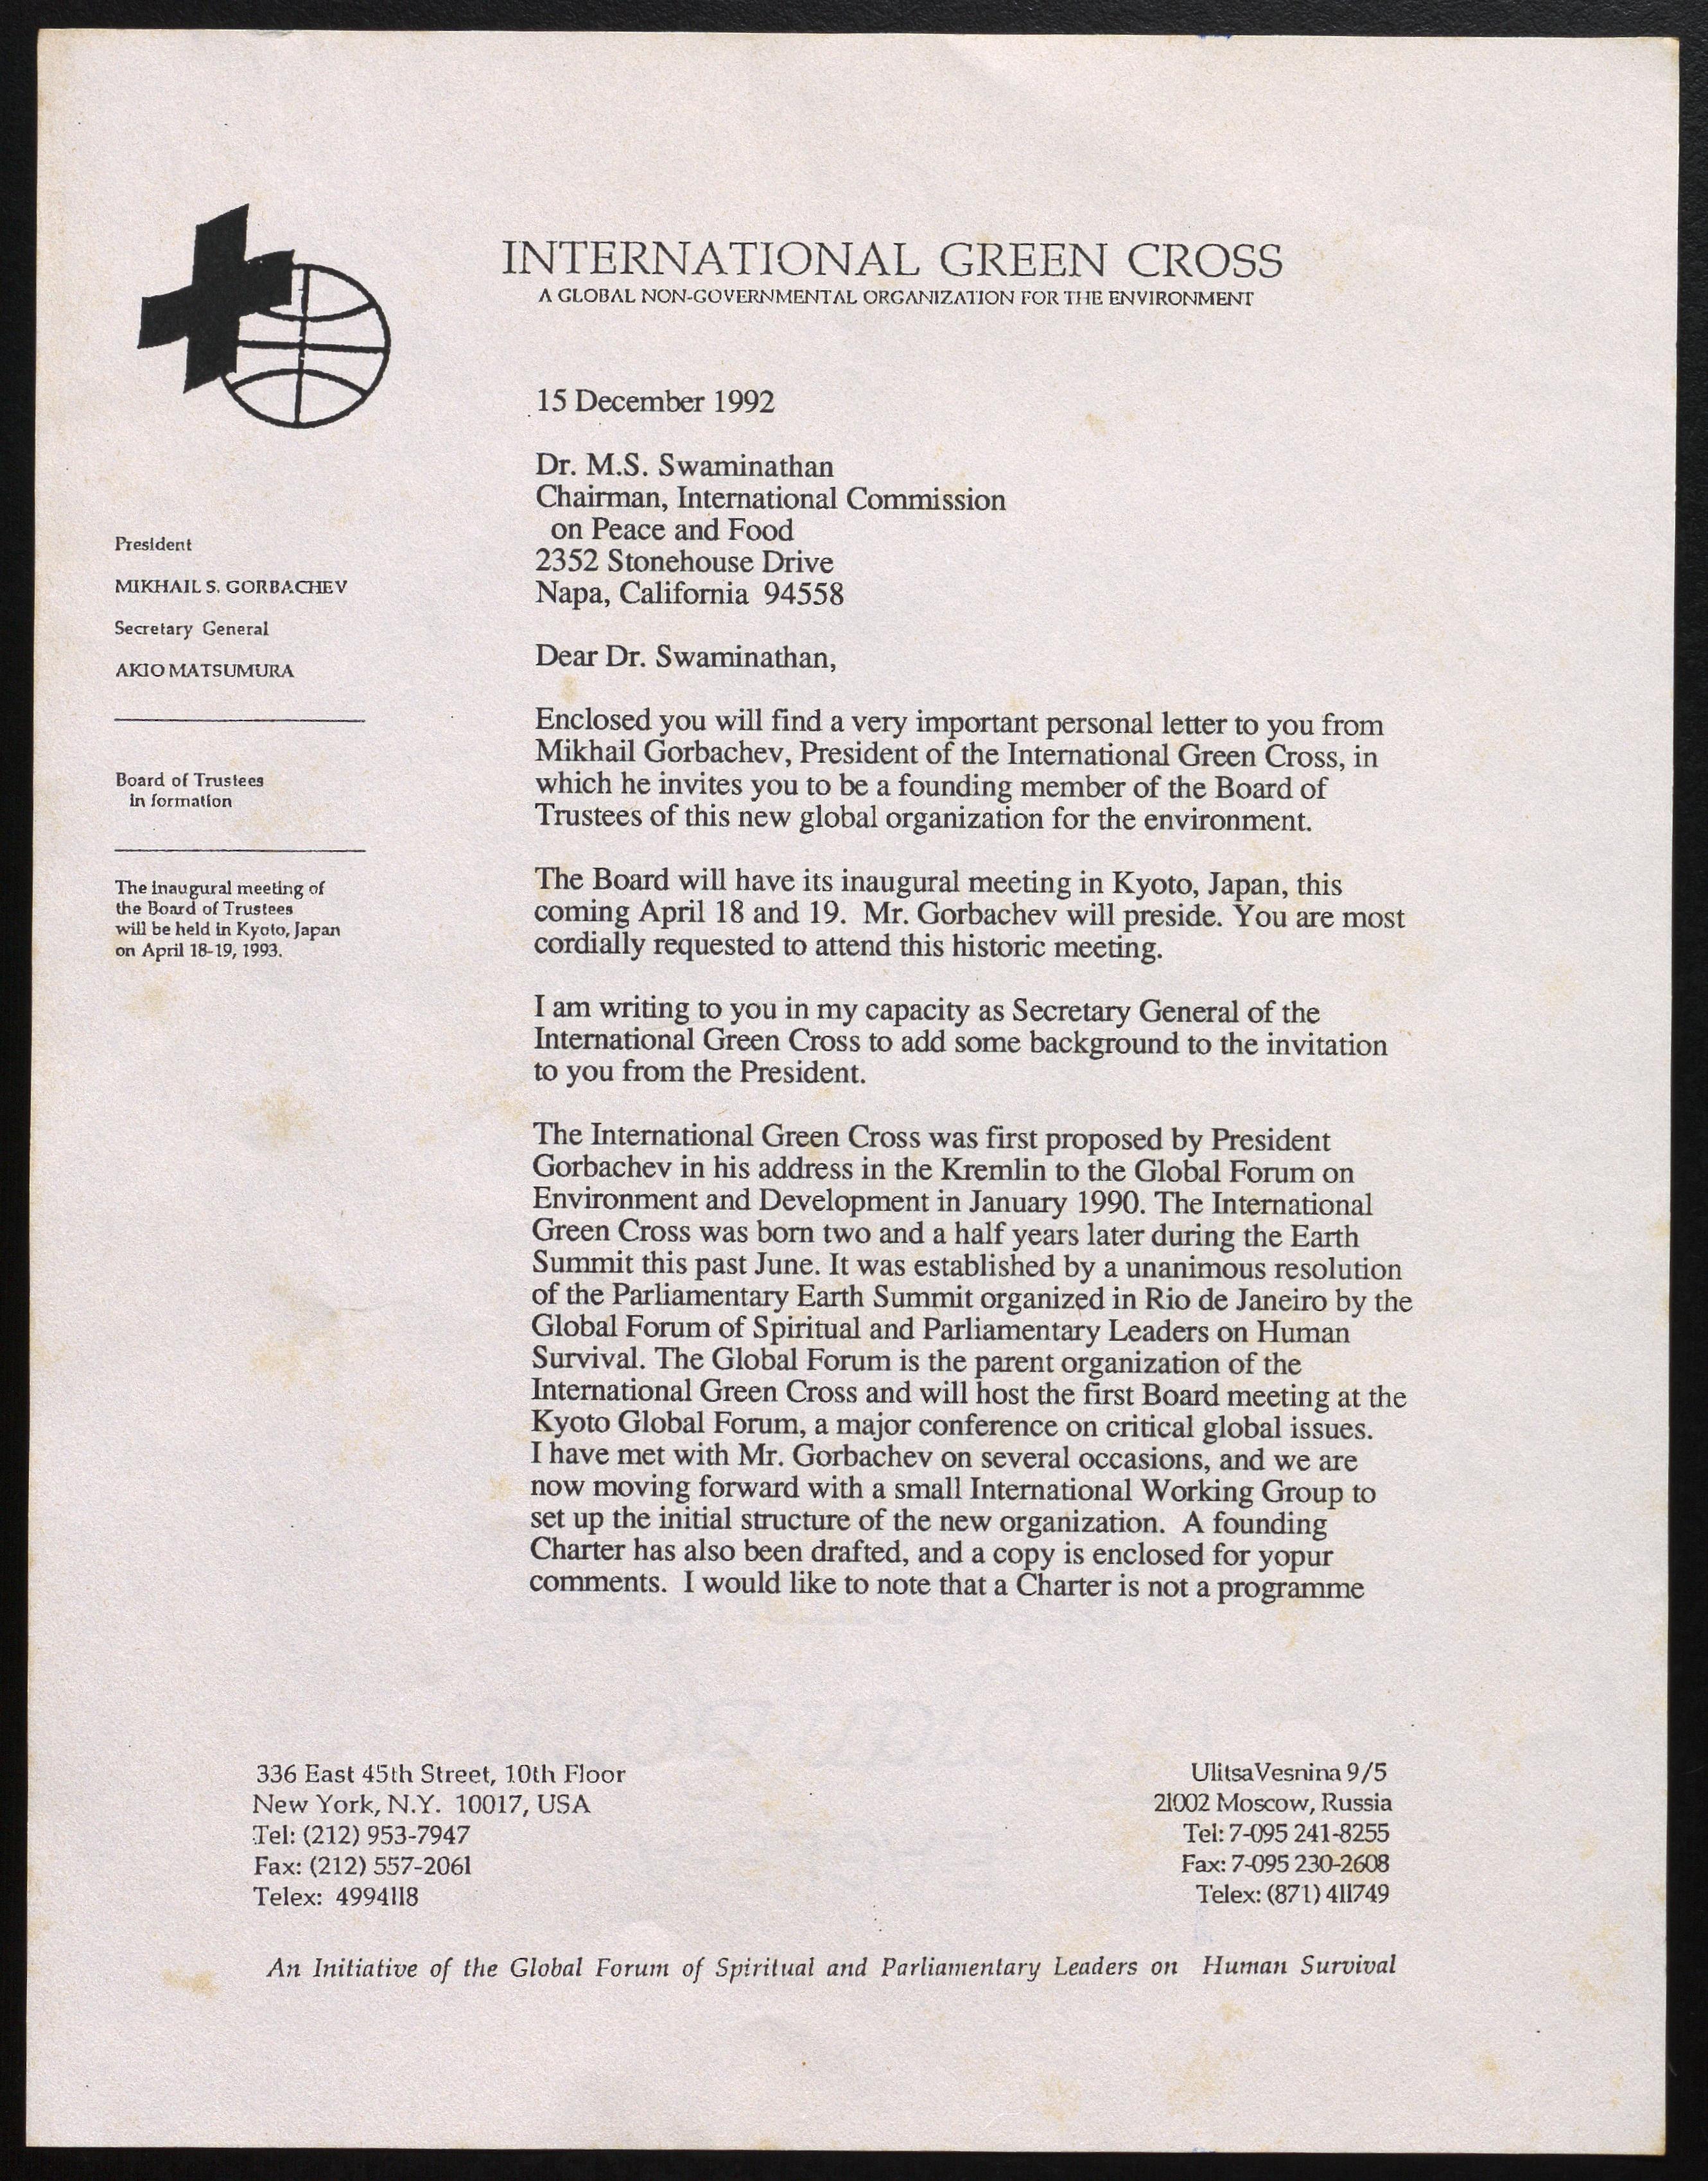 INTERNATIONAL GREEN CROSS
A GLOBAL NON-GOVERNMENTAL ORGANIZATION FOR THE ENVIRONMENT
President
MIKHAIL S. GORBACHEV
Secretary General
AKIO MATSUMURA
Board of Trustees
in formation
The inaugural meeting of
the Board of Trustees
will be held in Kyoto, Japan
on April 18-19, 1993.
15 December 1992
Dr. M.S. Swaminathan
Chairman, International Commission
on Peace and Food
2352 Stonehouse Drive
Napa, California 94558
Dear Dr. Swaminathan,
Enclosed you will find a very important personal letter to you from
Mikhail Gorbachev, President of the International Green Cross, in
which he invites you to be a founding member of the Board of
Trustees of this new global organization for the environment.
The Board will have its inaugural meeting in Kyoto, Japan, this
coming April 18 and 19. Mr. Gorbachev will preside. You are most
cordially requested to attend this historic meeting.
I am writing to you in my capacity as Secretary General of the
International Green Cross to add some background to the invitation
to you from the President.
The International Green Cross was first proposed by President
Gorbachev in his address in the Kremlin to the Global Forum on
Environment and Development in January 1990. The International
Green Cross was born two and a half years later during the Earth
Summit this past June. It was established by a unanimous resolution
of the Parliamentary Earth Summit organized in Rio de Janeiro by the
Global Forum of Spiritual and Parliamentary Leaders on Human
Survival. The Global Forum is the parent organization of the
International Green Cross and will host the first Board meeting at the
Kyoto Global Forum, a major conference on critical global issues.
I have met with Mr. Gorbachev on several occasions, and we are
now moving forward with a small International Working Group to
set up the initial structure of the new organization. A founding
Charter has also been drafted, and a copy is enclosed for yopur
comments. I would like to note that a Charter is not a programme
336 East 45th Street, 10th Floor
New York, N.Y. 10017, USA
Tel: (212) 953-7947
Fax: (212) 557-2061
Telex: 4994118
UlitsaVesnina 9/5
21002 Moscow, Russia
Tel: 7-095 241-8255
Fax: 7-095 230-2608
Telex: (871) 411749
An Initiative of the Global Forum of Spiritual and Parliamentary Leaders on Human Survival